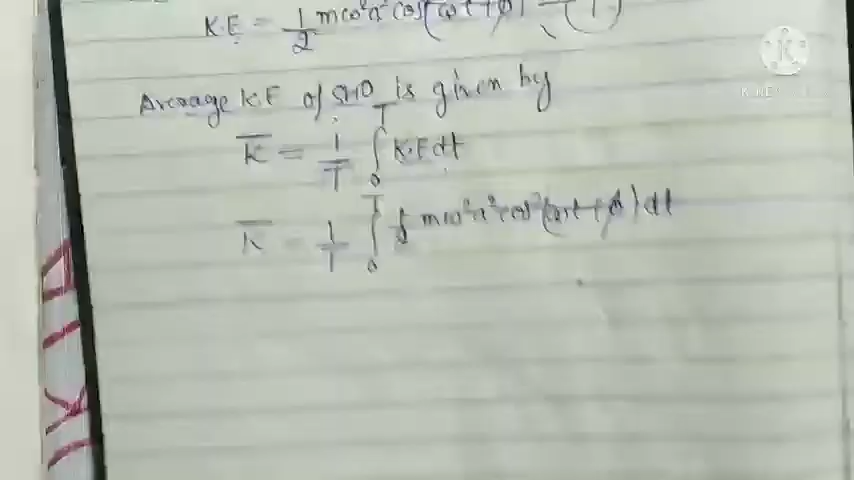 K.E = 1/2 mω²a² cos²(ωt+φ) — (1)
Average K.E of SHO is given by
K̅ = 1/T ∫₀ᵀ K.E dt
K̅ = 1/T ∫₀ᵀ 1/2 mω²a² cos²(ωt+φ) dt